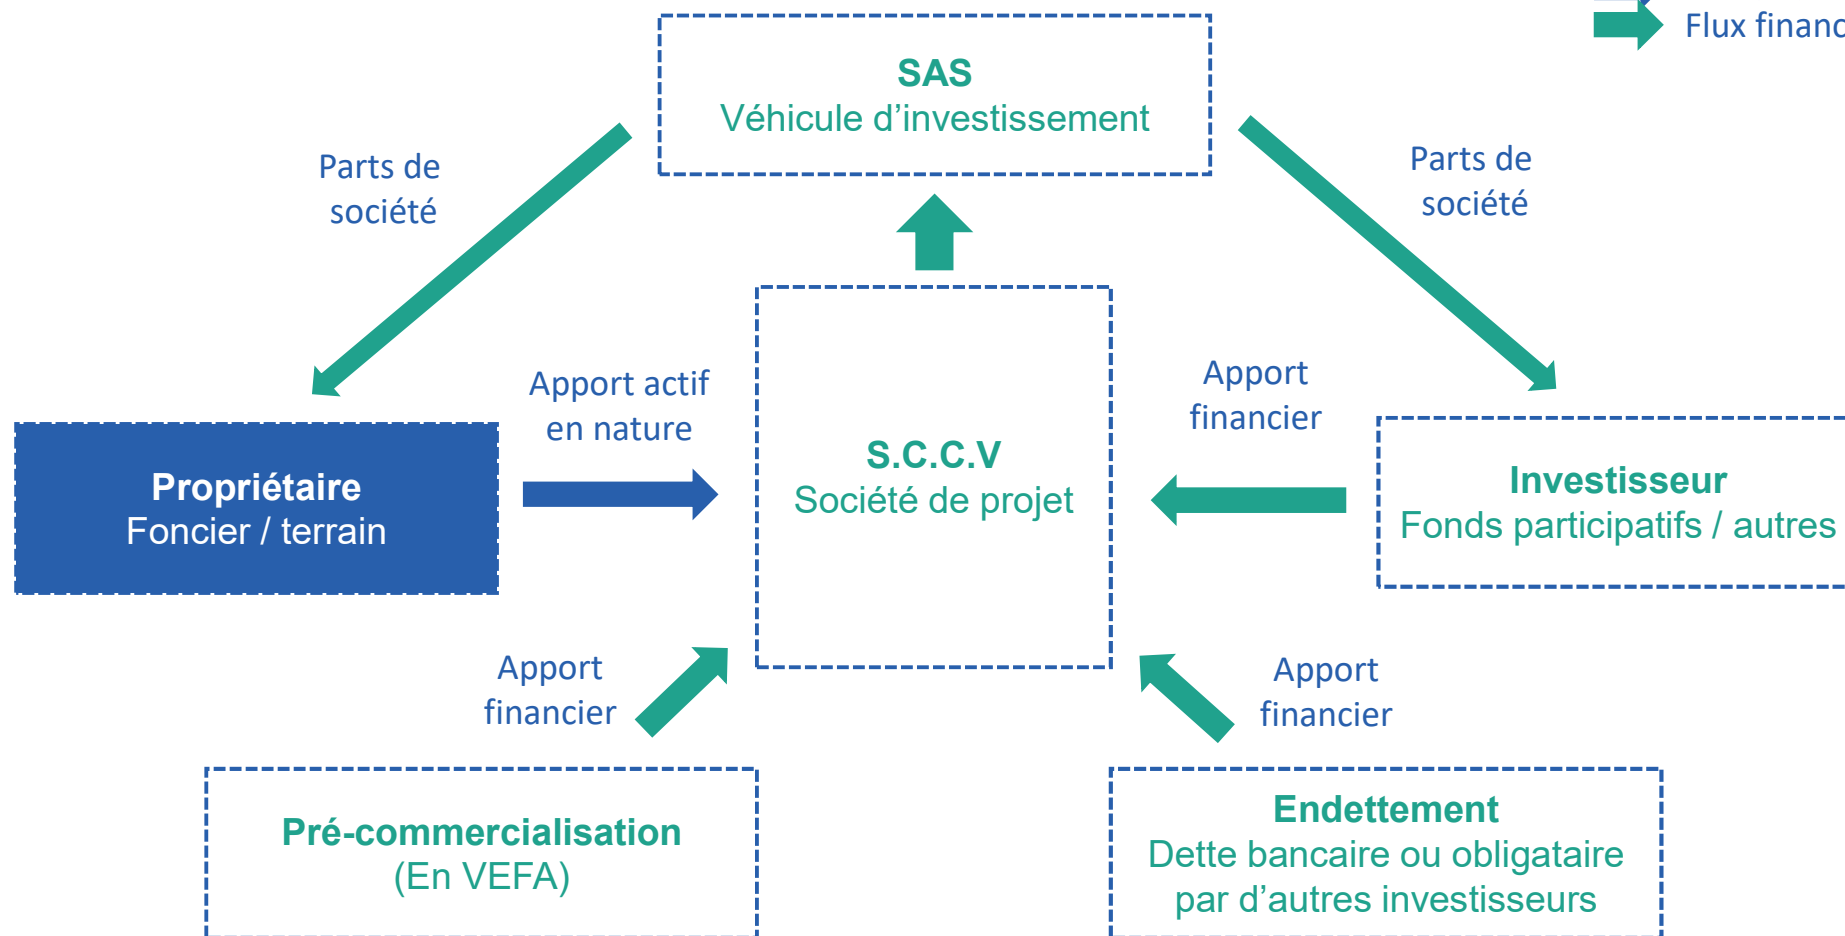 Flux
SAS
Véhicule d’investissement
Parts de
société
Parts de
société
Apport actif
en nature
Apport
financier
S.C.C.V
Société de projet
Propriétaire
Foncier / terrain
Investisseur
Fonds participatifs / autres
Apport
financier
Apport
financier
Pré-commercialisation
(En VEFA)
Endettement
Dette bancaire ou obligataire
par d’autres investisseurs